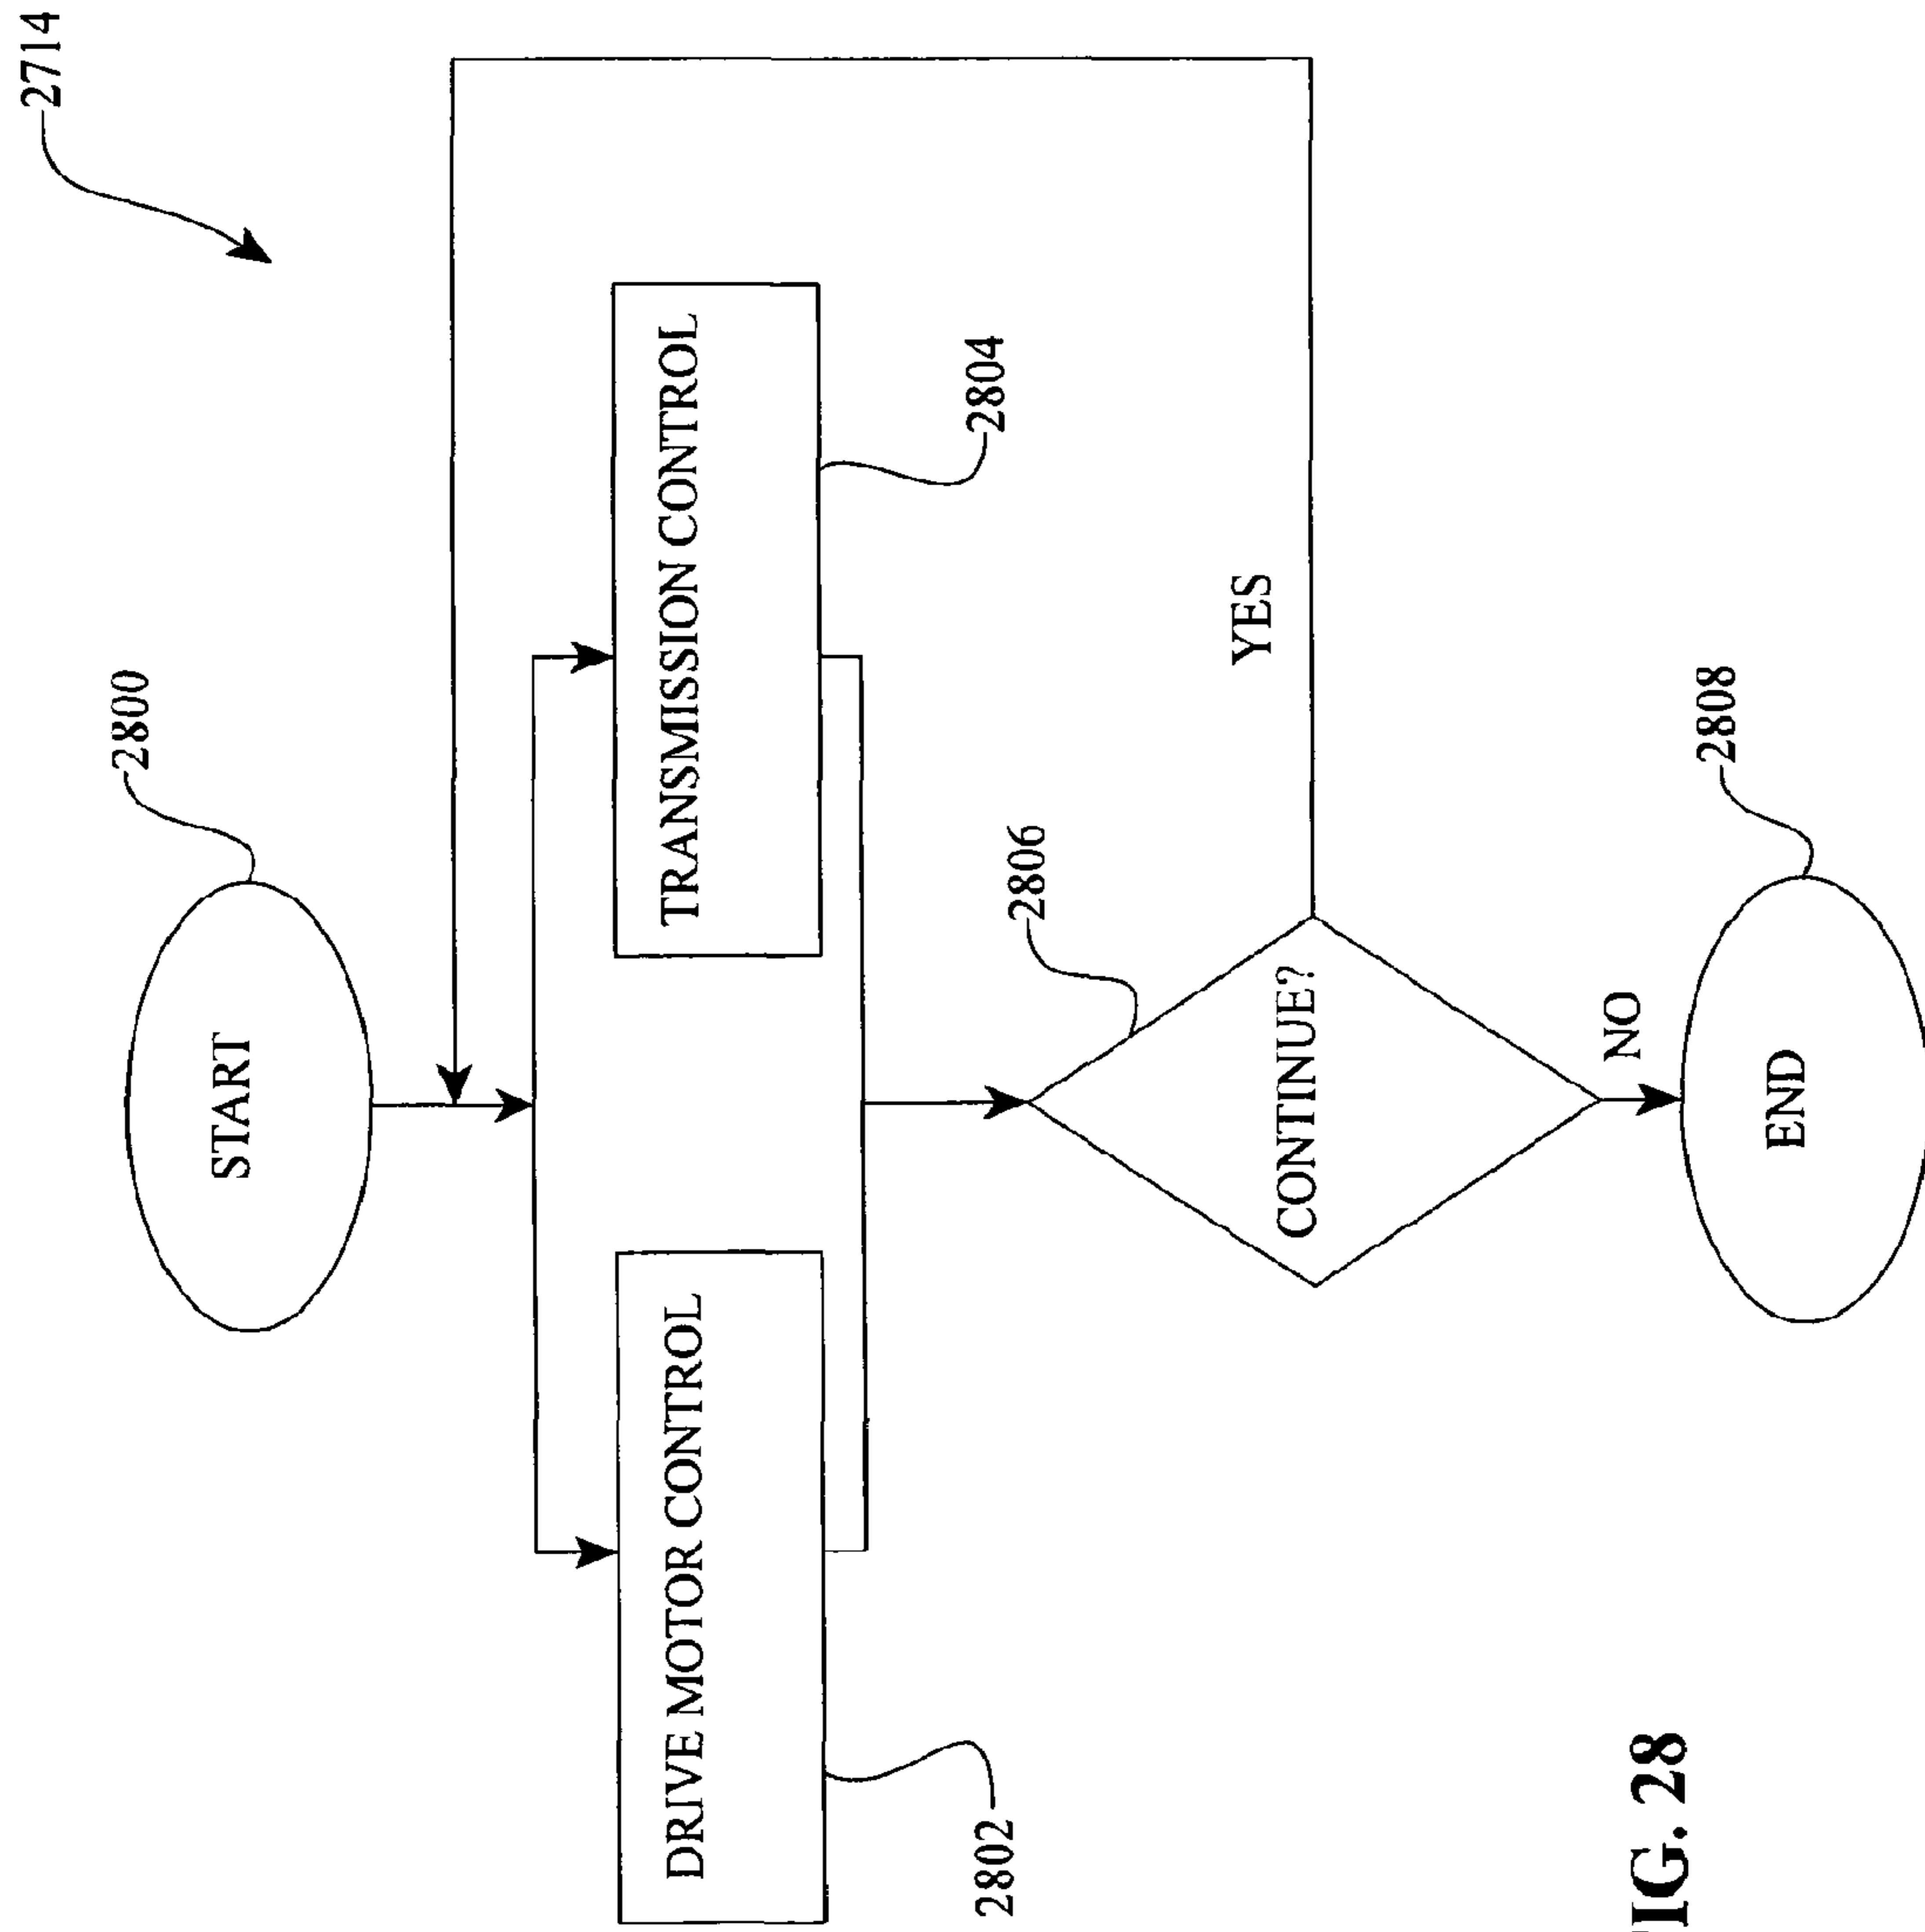 2714
2800
START
DRIVE MOTOR CONTROL
TRANSMISSION CONTROL
2802
2804
2806
CONTINUE?
YES
NO
2808
END
IG. 28